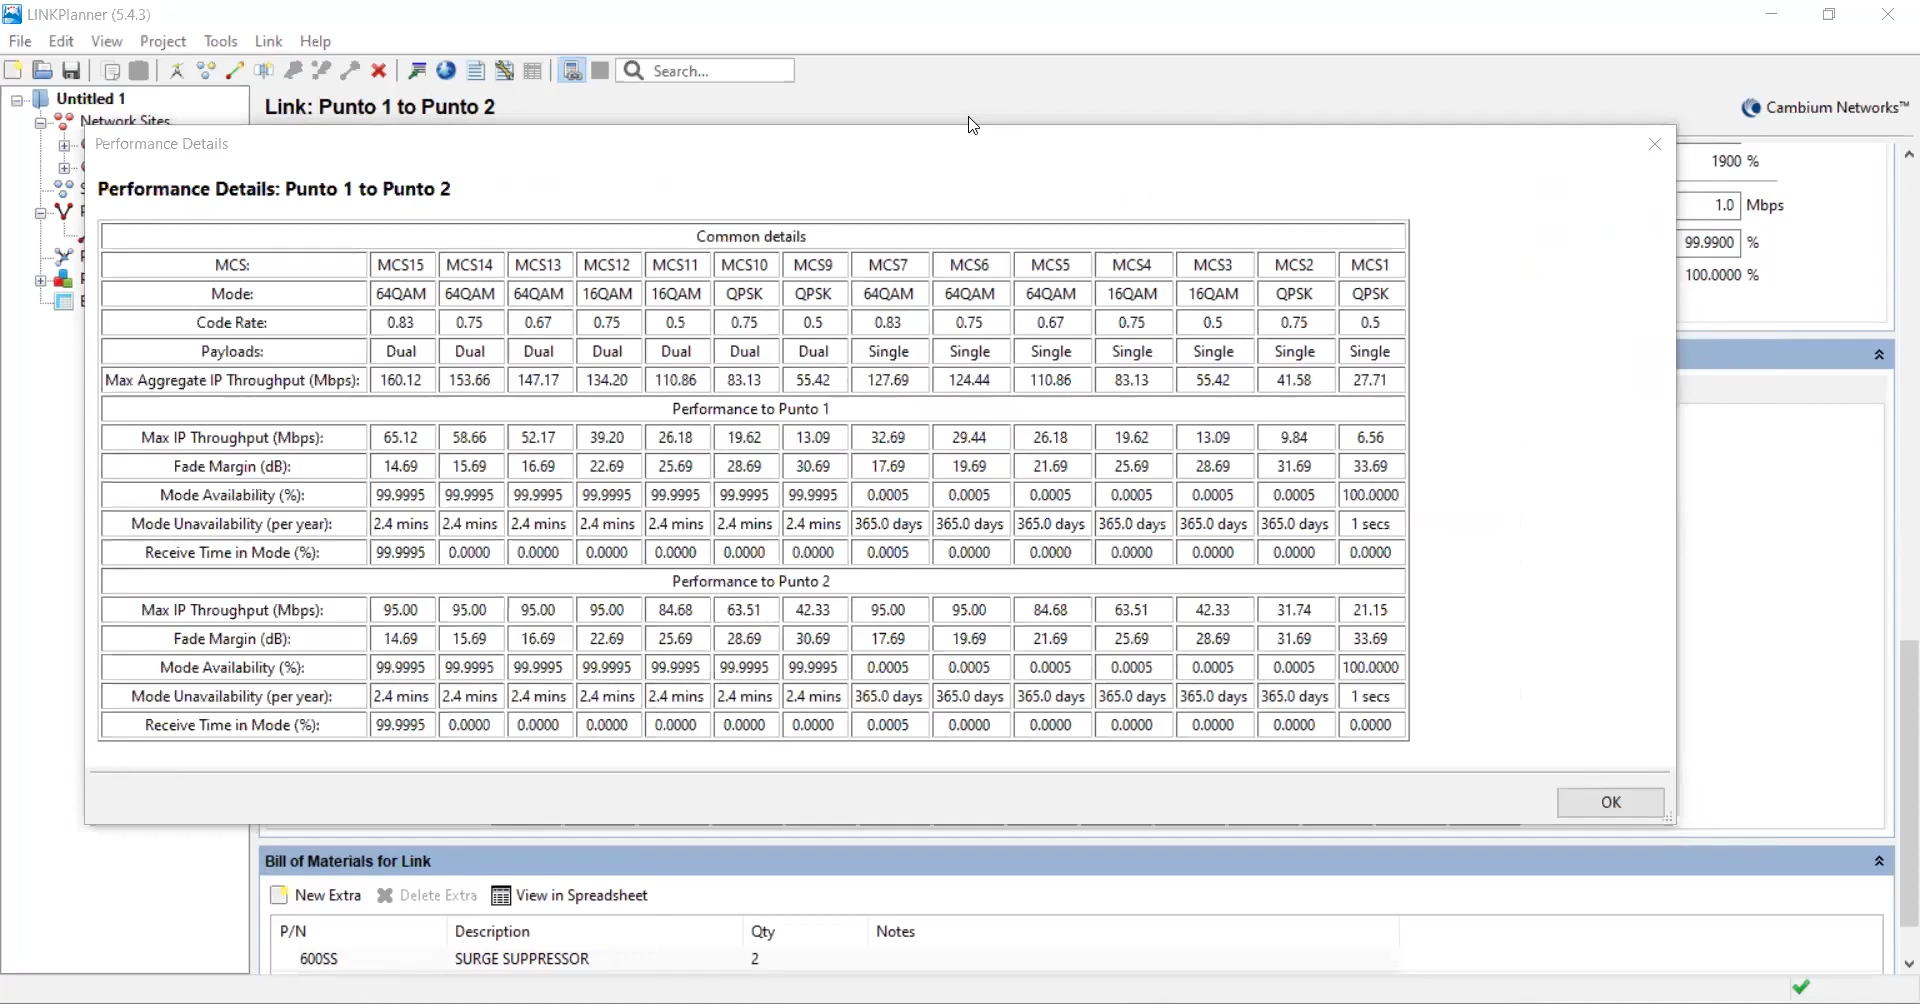 LINKPlanner (5.4.3)
File Edit View Project Tools Link Help
Search...
Untitled 1
Network Sites
Link: Punto 1 to Punto 2
Cambium Networks™
1900 %
1.0 Mbps
99.9900 %
100.0000 %
Performance Details
Performance Details: Punto 1 to Punto 2
Common details
MCS: MCS15 MCS14 MCS13 MCS12 MCS11 MCS10 MCS9 MCS7 MCS6 MCS5 MCS4 MCS3 MCS2 MCS1
Mode: 64QAM 64QAM 64QAM 16QAM 16QAM QPSK QPSK 64QAM 64QAM 64QAM 16QAM 16QAM QPSK QPSK
Code Rate: 0.83 0.75 0.67 0.75 0.5 0.75 0.5 0.83 0.75 0.67 0.75 0.5 0.75 0.5
Payloads: Dual Dual Dual Dual Dual Dual Dual Single Single Single Single Single Single Single
Max Aggregate IP Throughput (Mbps): 160.12 153.66 147.17 134.20 110.86 83.13 55.42 127.69 124.44 110.86 83.13 55.42 41.58 27.71
Performance to Punto 1
Max IP Throughput (Mbps): 65.12 58.66 52.17 39.20 26.18 19.62 13.09 32.69 29.44 26.18 19.62 13.09 9.84 6.56
Fade Margin (dB): 14.69 15.69 16.69 22.69 25.69 28.69 30.69 17.69 19.69 21.69 25.69 28.69 31.69 33.69
Mode Availability (%): 99.9995 99.9995 99.9995 99.9995 99.9995 99.9995 99.9995 0.0005 0.0005 0.0005 0.0005 0.0005 0.0005 100.0000
Mode Unavailability (per year): 2.4 mins 2.4 mins 2.4 mins 2.4 mins 2.4 mins 2.4 mins 2.4 mins 365.0 days 365.0 days 365.0 days 365.0 days 365.0 days 365.0 days 1 secs
Receive Time in Mode (%): 99.9995 0.0000 0.0000 0.0000 0.0000 0.0000 0.0000 0.0005 0.0000 0.0000 0.0000 0.0000 0.0000 0.0000
Performance to Punto 2
Max IP Throughput (Mbps): 95.00 95.00 95.00 95.00 84.68 63.51 42.33 95.00 95.00 84.68 63.51 42.33 31.74 21.15
Fade Margin (dB): 14.69 15.69 16.69 22.69 25.69 28.69 30.69 17.69 19.69 21.69 25.69 28.69 31.69 33.69
Mode Availability (%): 99.9995 99.9995 99.9995 99.9995 99.9995 99.9995 99.9995 0.0005 0.0005 0.0005 0.0005 0.0005 0.0005 100.0000
Mode Unavailability (per year): 2.4 mins 2.4 mins 2.4 mins 2.4 mins 2.4 mins 2.4 mins 2.4 mins 365.0 days 365.0 days 365.0 days 365.0 days 365.0 days 365.0 days 1 secs
Receive Time in Mode (%): 99.9995 0.0000 0.0000 0.0000 0.0000 0.0000 0.0000 0.0005 0.0000 0.0000 0.0000 0.0000 0.0000 0.0000
OK
Bill of Materials for Link
New Extra Delete Extra View in Spreadsheet
P/N Description Qty Notes
600SS SURGE SUPPRESSOR 2